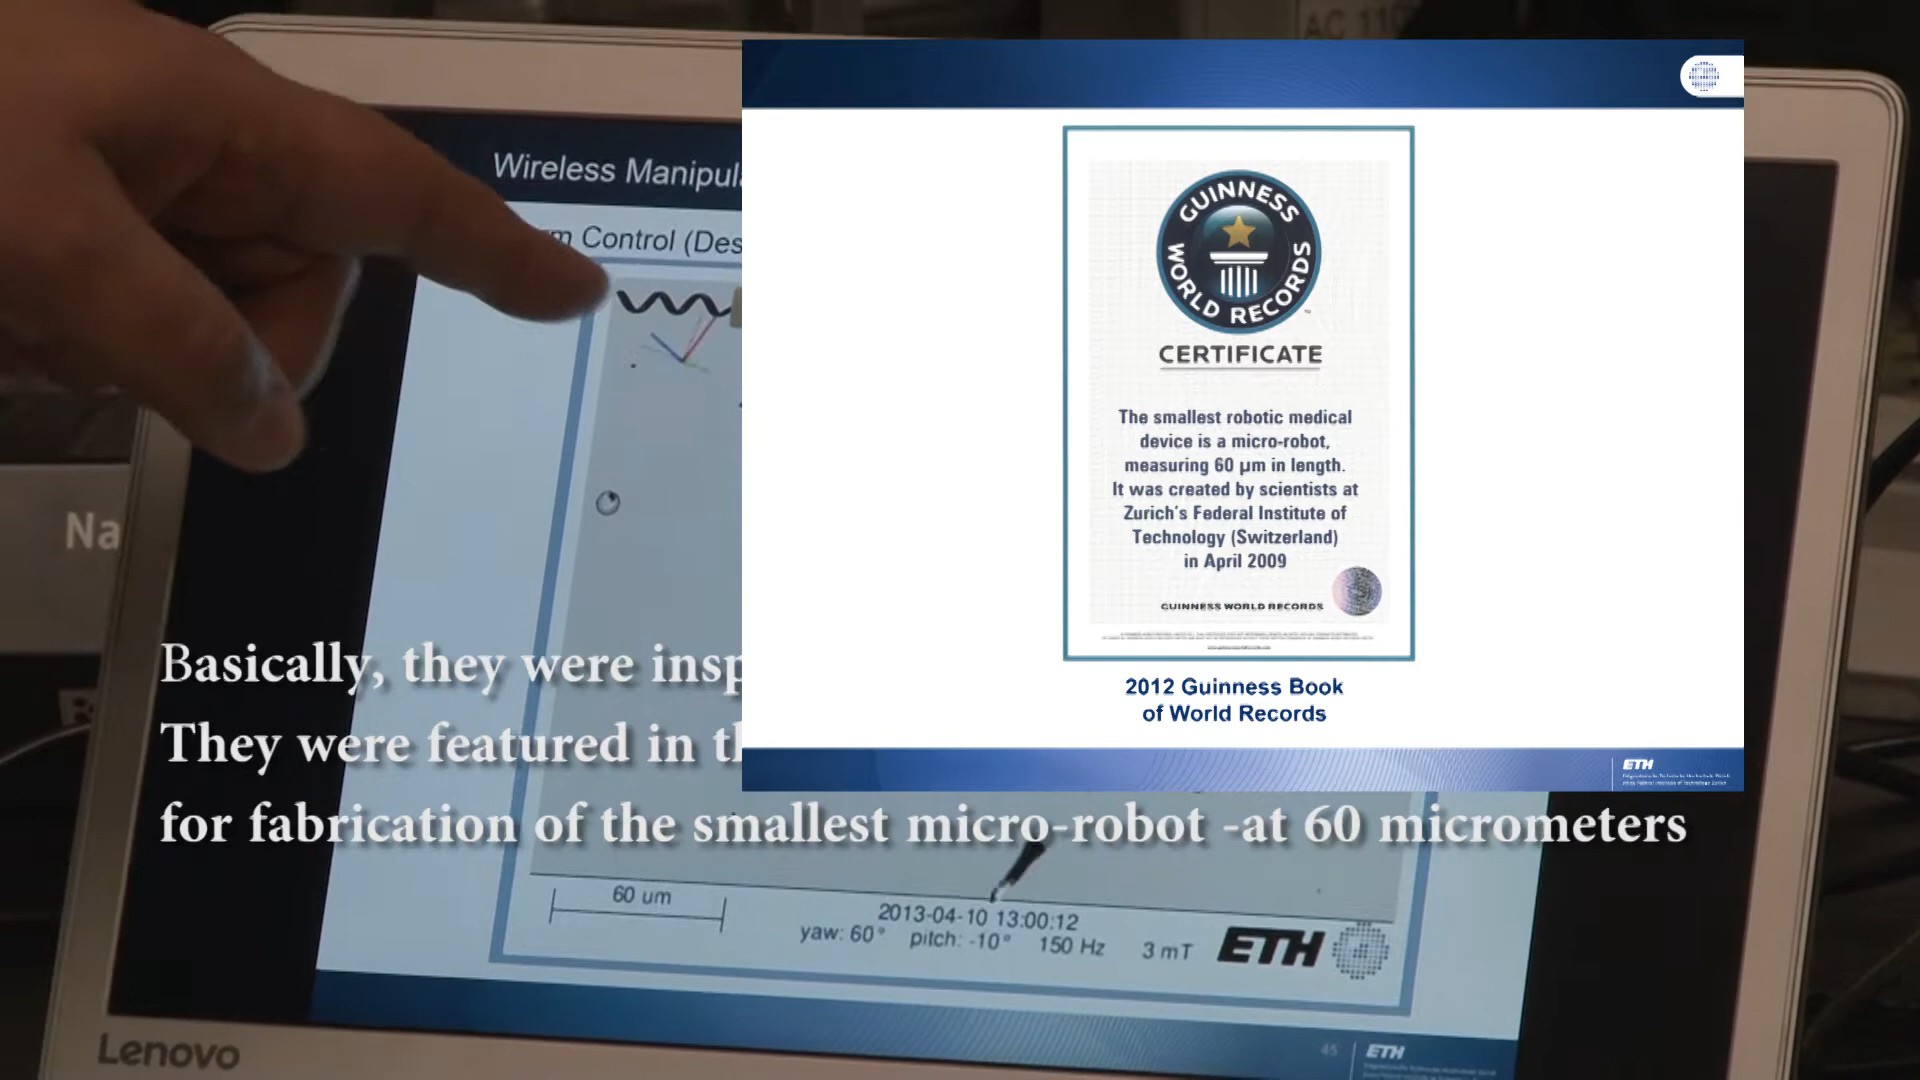 AC 110
Wireless Manipul
m Control (Des
GUINNESS
WORLD RECORDS
CERTIFICATE
The smallest robotic medical
device is a micro-robot,
measuring 60 µm in length.
It was created by scientists at
Zurich's Federal Institute of
Technology (Switzerland)
in April 2009
GUINNESS WORLD RECORDS
2012 Guinness Book
of World Records
ETH
Na
Basically, they were insp
They were featured in th
for fabrication of the smallest micro-robot -at 60 micrometers
60 um
2013-04-10 13:00:12
yaw: 60° pitch: -10° 150 Hz 3 mT
ETH
45
ETH
Lenovo